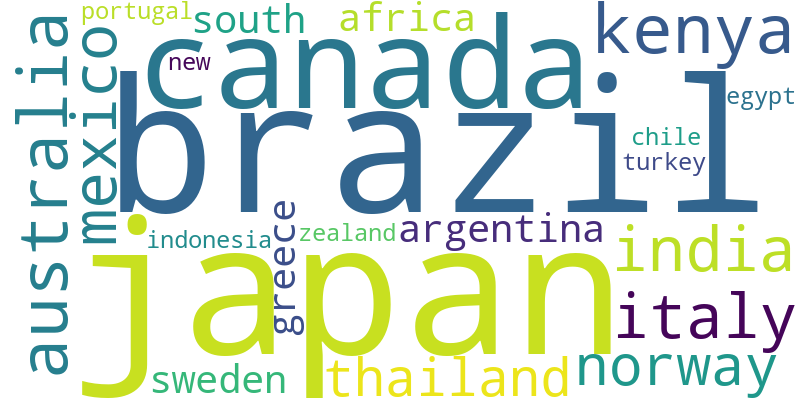 portugal
south
africa
kenya
canada
new
australia
mexico
brazil
egypt
chile
turkey
japan
indonesia
greece
zealand
argentina
india
italy
sweden
thailand
norway